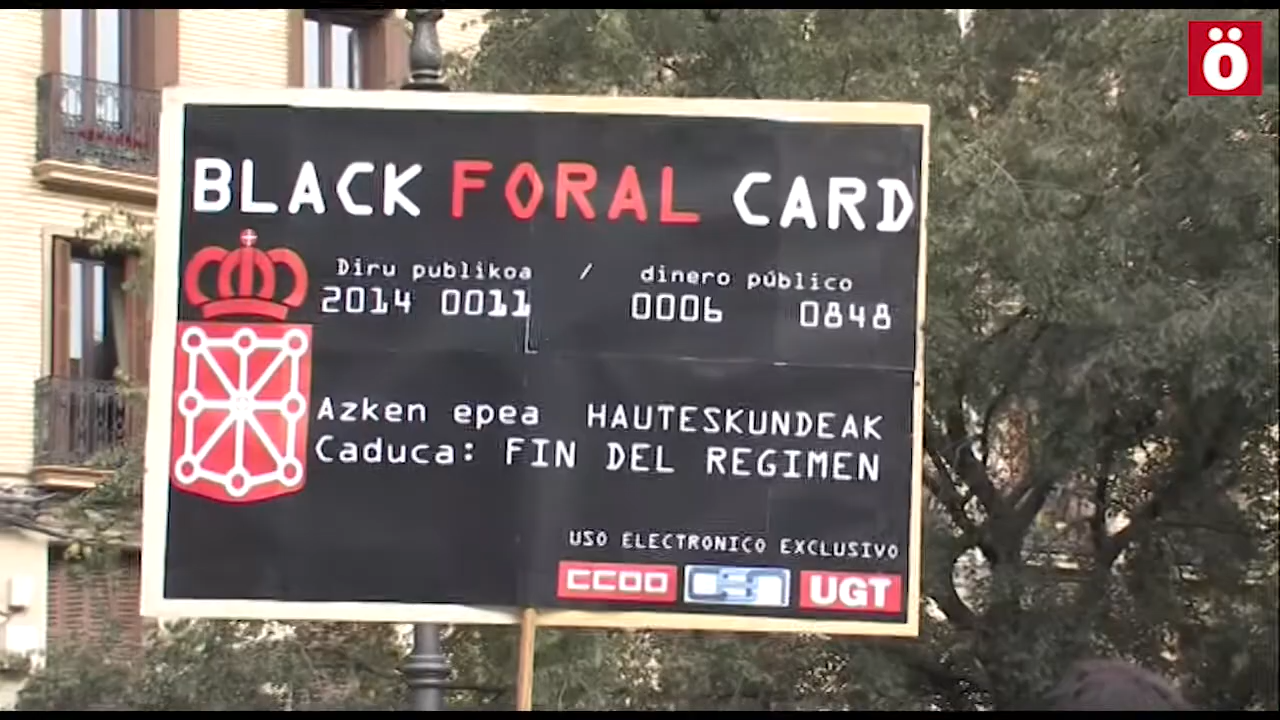 ö
BLACK FORAL CARD
Diru publikoa / dinero público
2014 0011 0006 0848
Azken epea HAUTESKUNDEAK
Caduca: FIN DEL REGIMEN
USO ELECTRONICO EXCLUSIVO
CCOO CEN UGT